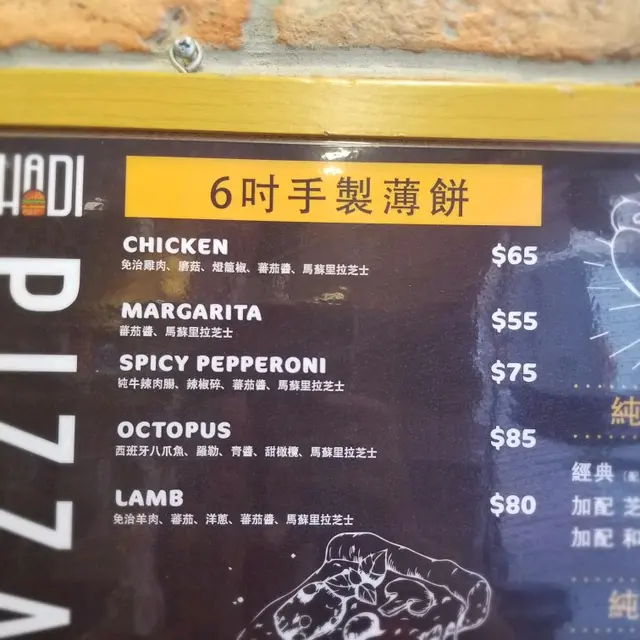 HADI
PIZZA
6吋手製薄餅
CHICKEN $65
免治雞肉、磨菇、燈籠椒、蕃茄醬、馬蘇里拉芝士
MARGARITA $55
蕃茄醬、馬蘇里拉芝士
SPICY PEPPERONI $75
純牛辣肉腸、辣椒碎、蕃茄醬、馬蘇里拉芝士
OCTOPUS $85
西班牙八爪魚、羅勒、青醬、甜橄欖、馬蘇里拉芝士
LAMB $80
免治羊肉、蕃茄、洋蔥、蕃茄醬、馬蘇里拉芝士
純
經典
加配 芝
加配 和
純